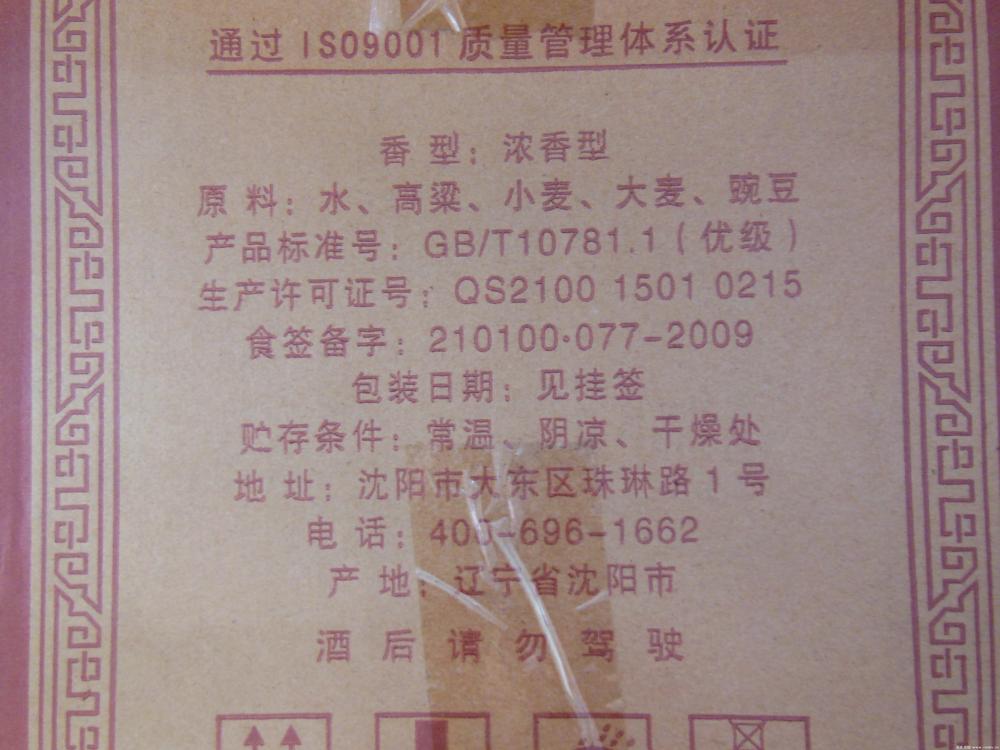 通过 ISO9001 质量管理体系认证
香 型：浓香型
原 料：水、高粱、小麦、大麦、豌豆
产品标准号：GB/T10781.1（优级）
生产许可证号：QS2100 1501 0215
食签备字：210100·077-2009
包装日期：见挂签
贮存条件：常温、阴凉、干燥处
地 址：沈阳市大东区珠琳路1号
电 话：400-696-1662
产 地：辽宁省沈阳市
酒后请勿驾驶